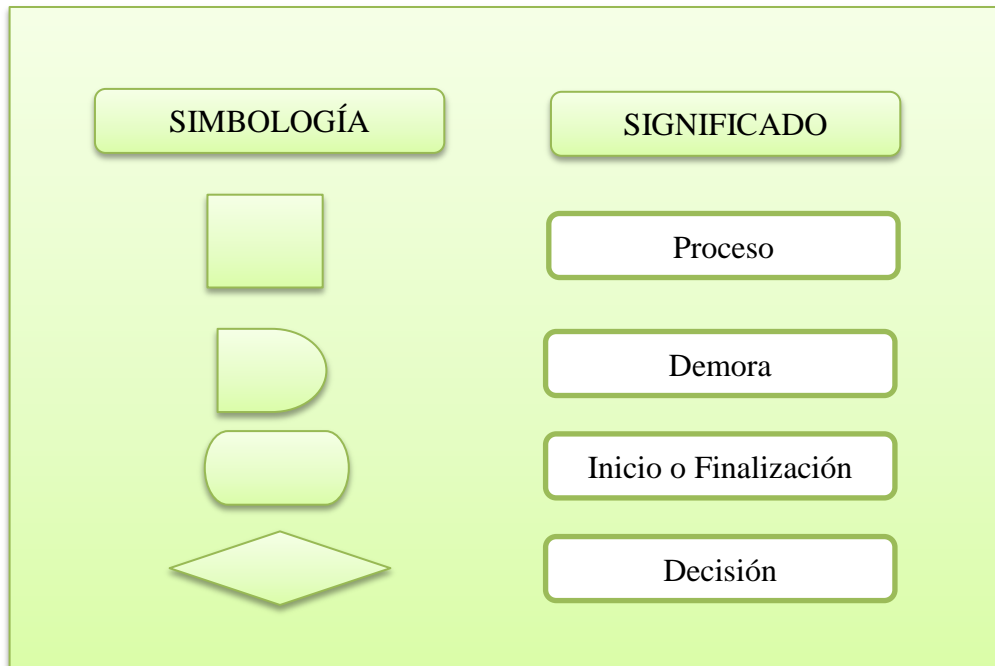 SIMBOLOGÍA
SIGNIFICADO
Proceso
Demora
Inicio o Finalización
Decisión